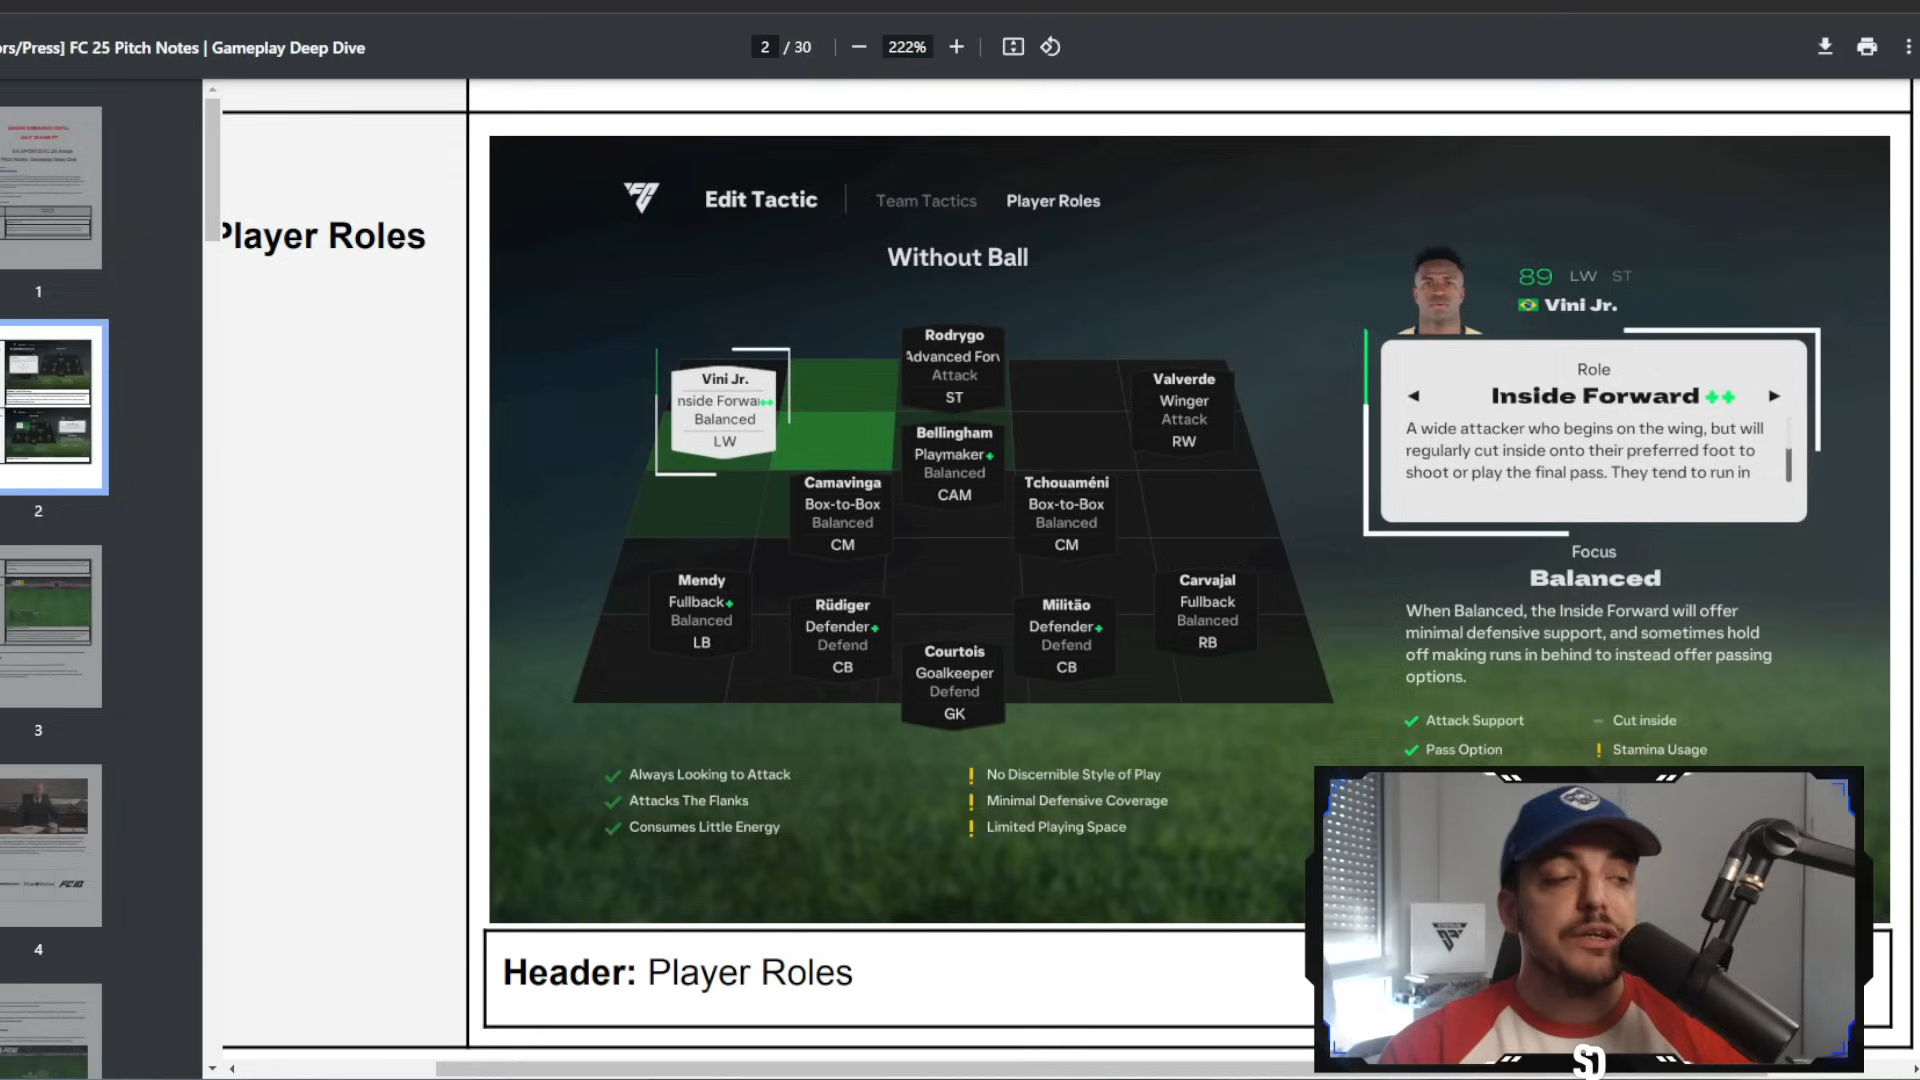 ors/Press] FC 25 Pitch Notes | Gameplay Deep Dive
2 / 30
222%
1
2
3
4
Player Roles
Edit Tactic
Team Tactics
Player Roles
Without Ball
Rodrygo
Advanced Forv
Attack
ST
Vini Jr.
nside Forwa ++
Balanced
LW
Valverde
Winger
Attack
RW
Bellingham
Playmaker+
Balanced
CAM
Camavinga
Box-to-Box
Balanced
CM
Tchouaméni
Box-to-Box
Balanced
CM
Mendy
Fullback+
Balanced
LB
Rüdiger
Defender+
Defend
CB
Militão
Defender+
Defend
CB
Carvajal
Fullback
Balanced
RB
Courtois
Goalkeeper
Defend
GK
Always Looking to Attack
Attacks The Flanks
Consumes Little Energy
! No Discernible Style of Play
! Minimal Defensive Coverage
! Limited Playing Space
89 LW ST
Vini Jr.
Role
Inside Forward ++
A wide attacker who begins on the wing, but will
regularly cut inside onto their preferred foot to
shoot or play the final pass. They tend to run in
Focus
Balanced
When Balanced, the Inside Forward will offer
minimal defensive support, and sometimes hold
off making runs in behind to instead offer passing
options.
Attack Support
Cut inside
Pass Option
! Stamina Usage
Header: Player Roles